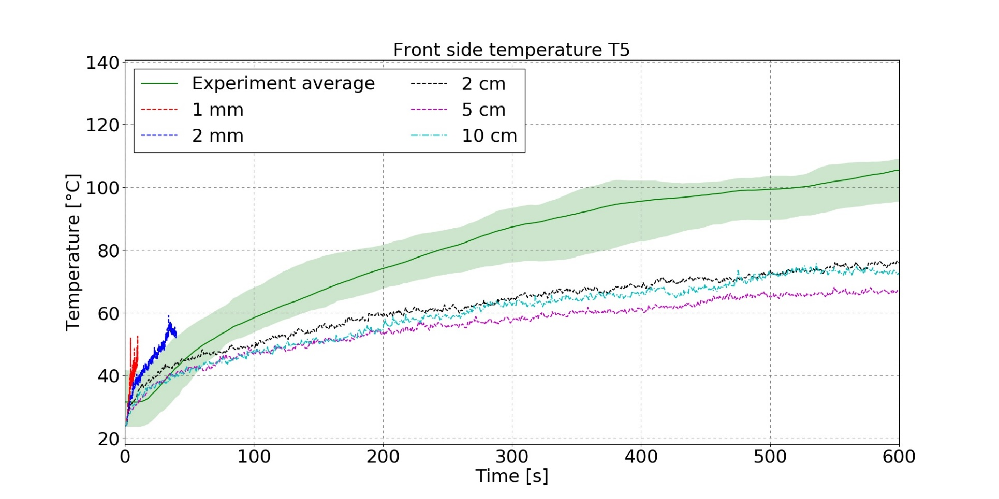 Front side temperature T5
140
120
100
80
60
40
20
Temperature [°C]
Experiment average
1 mm
2 mm
2 cm
5 cm
10 cm
0 100 200 300 400 500 600
Time [s]